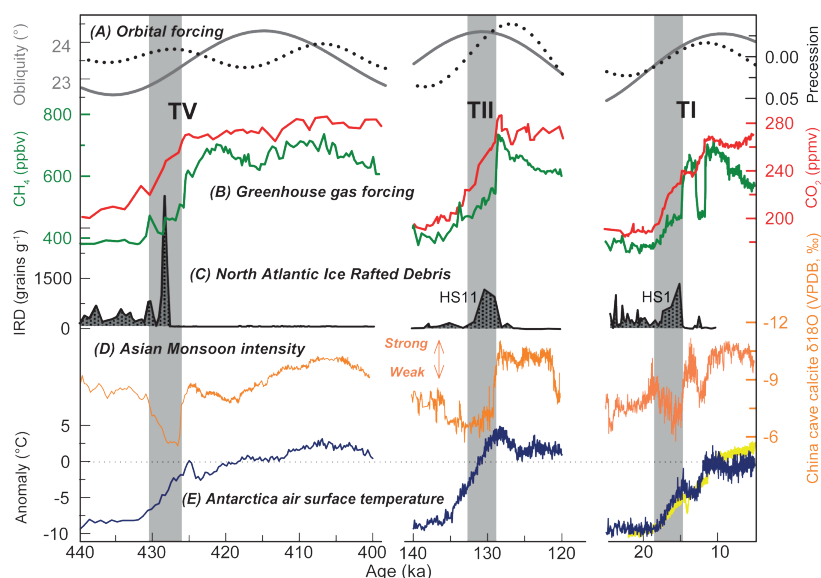 (A) Orbital forcing
Obliquity (°)
24
23
0.00
0.05
Precession
TV
TII
TI
CH4 (ppbv)
800
600
400
280
240
200
CO2 (ppmv)
(B) Greenhouse gas forcing
IRD (grains g-1)
1500
0
(C) North Atlantic Ice Rafted Debris
HS11
HS1
(D) Asian Monsoon intensity
Strong
Weak
-12
-9
-6
China cave calcite δ18O (VPDB, ‰)
Anomaly (°C)
5
0
-5
-10
(E) Antarctica air surface temperature
440 430 420 410 400 140 130 120 20 10
Age (ka)